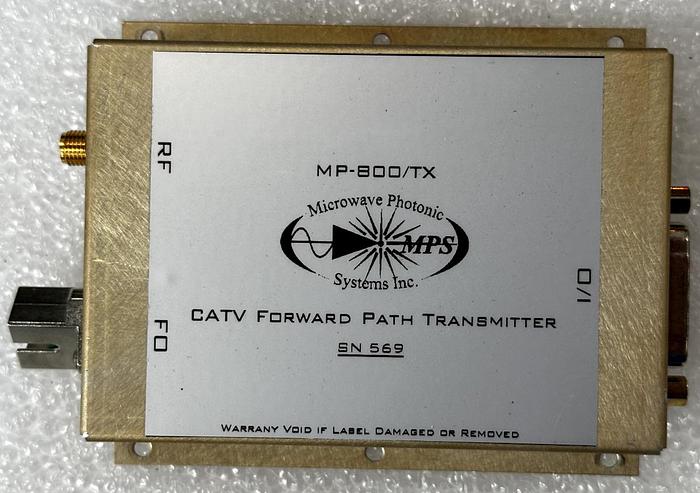 RF
MP-800/TX
Microwave Photonic
MPS
Systems Inc.
I/O
CATV FORWARD PATH TRANSMITTER
FO
SN 569
WARRANY VOID IF LABEL DAMAGED OR REMOVED